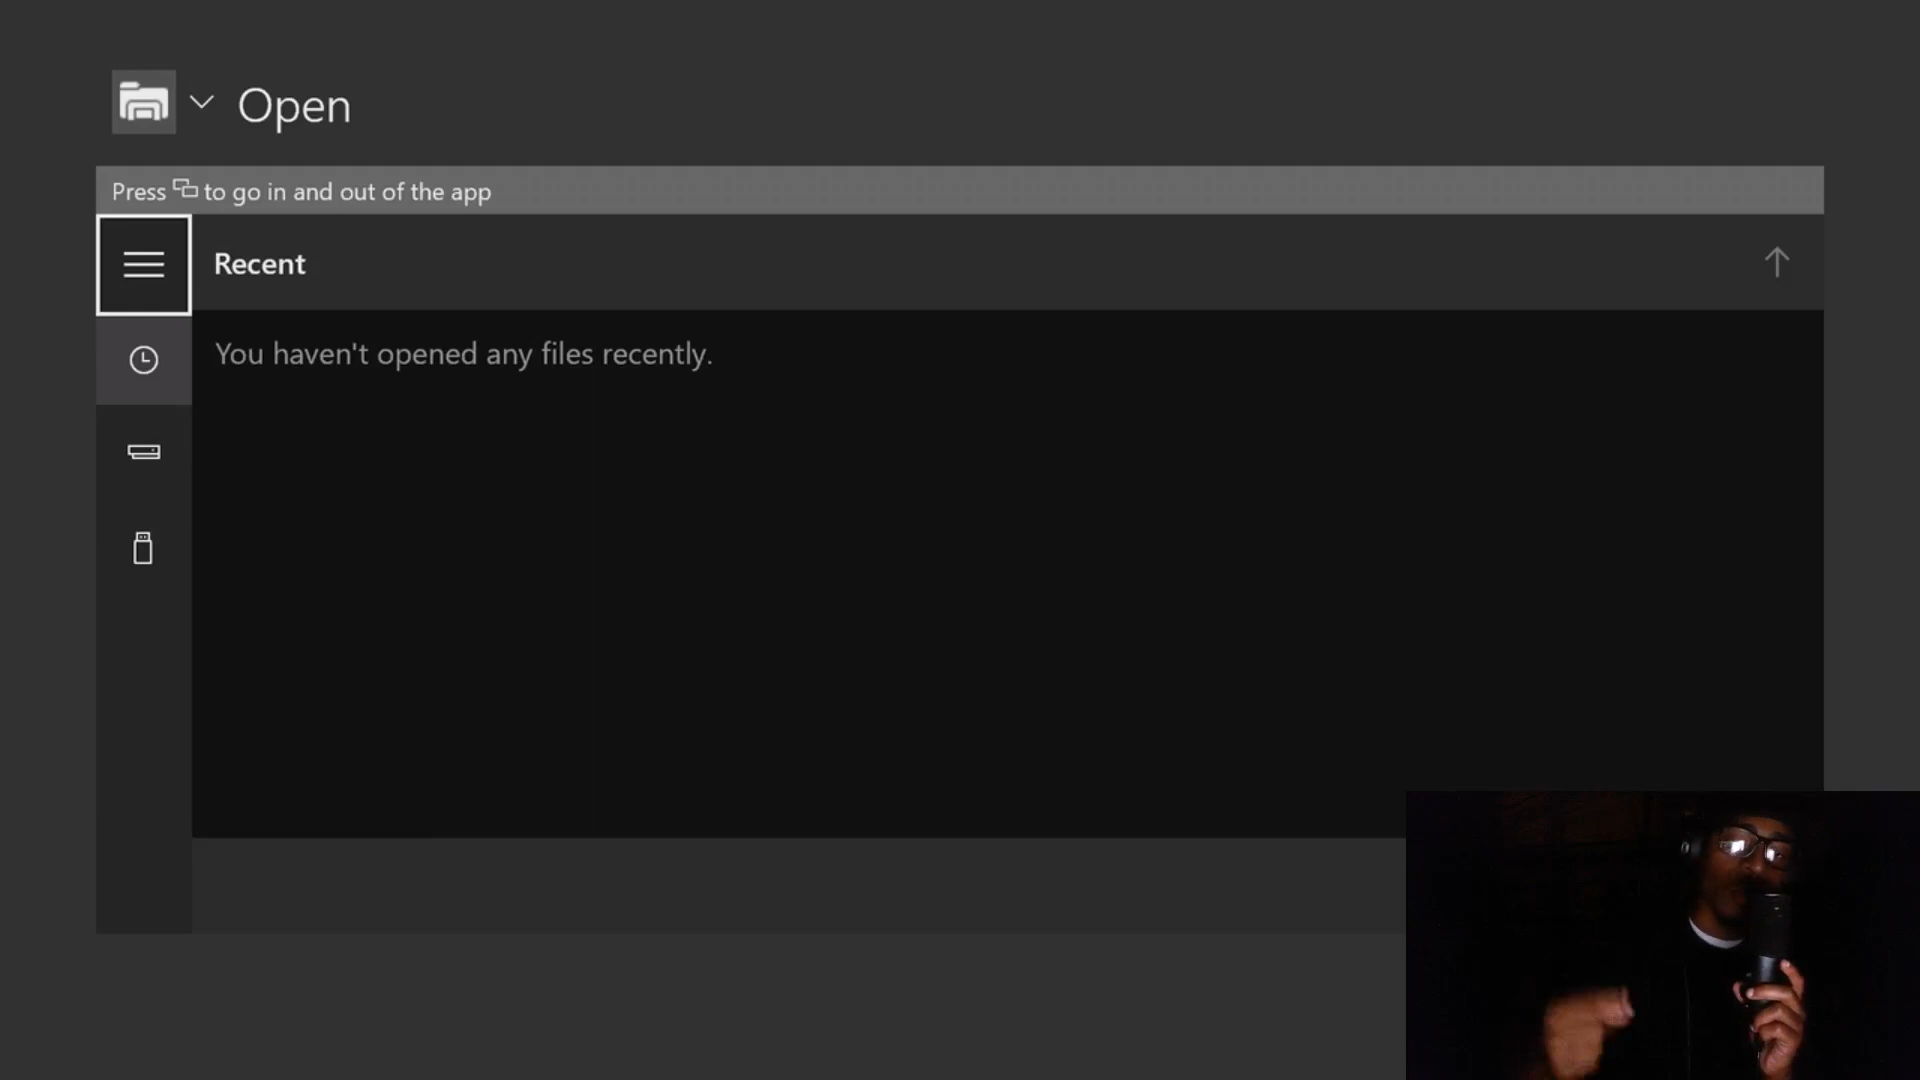 Open
Press to go in and out of the app
Recent
You haven't opened any files recently.